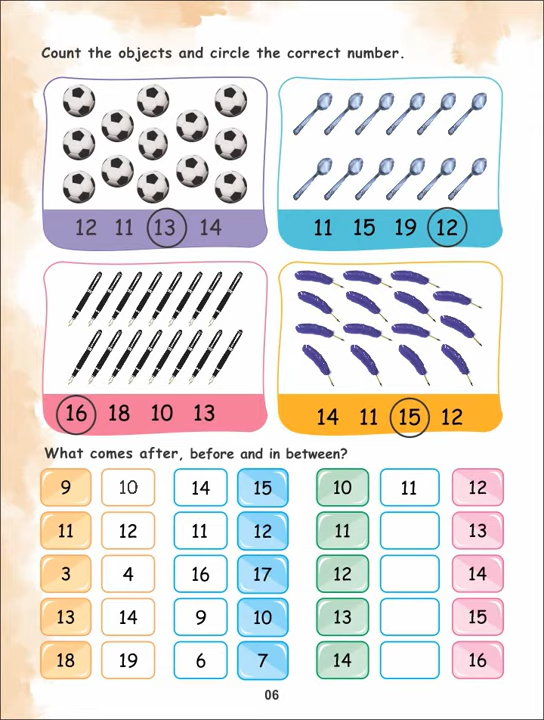 Count the objects and circle the correct number.
12 11 13 14
11 15 19 12
16 18 10 13
14 11 15 12
What comes after, before and in between?
9 10 14 15 10 11 12
11 12 11 12 11 13
3 4 16 17 12 14
13 14 9 10 13 15
18 19 6 7 14 16
06